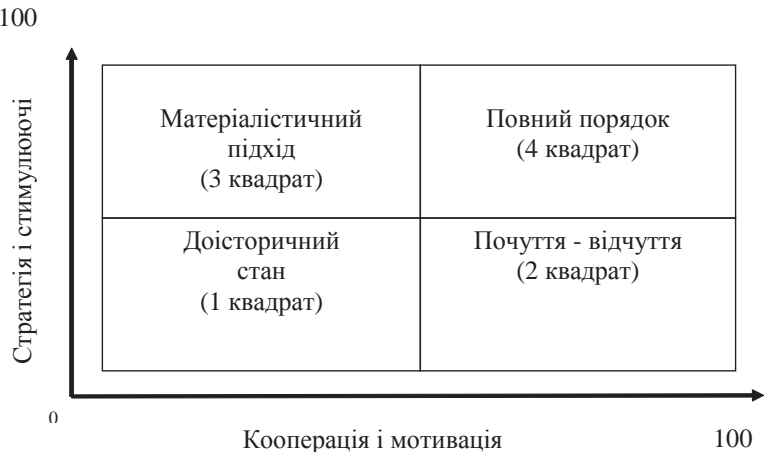 100
Стратегія і стимулюючі
Матеріалістичний
підхід
(3 квадрат)
Повний порядок
(4 квадрат)
Доісторичний
стан
(1 квадрат)
Почуття - відчуття
(2 квадрат)
0
Кооперація і мотивація
100